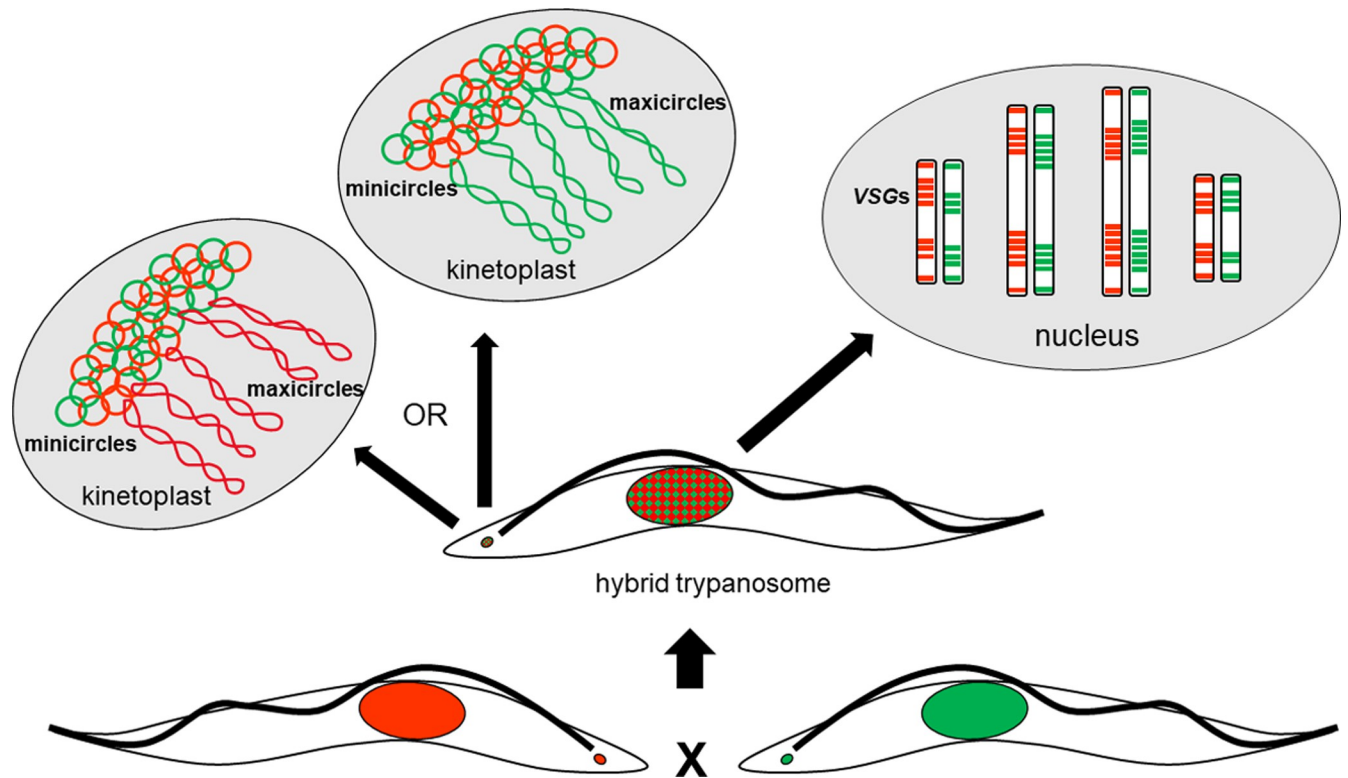 maxicircles
minicircles
kinetoplast
VSGs
nucleus
maxicircles
minicircles
kinetoplast
OR
hybrid trypanosome
X